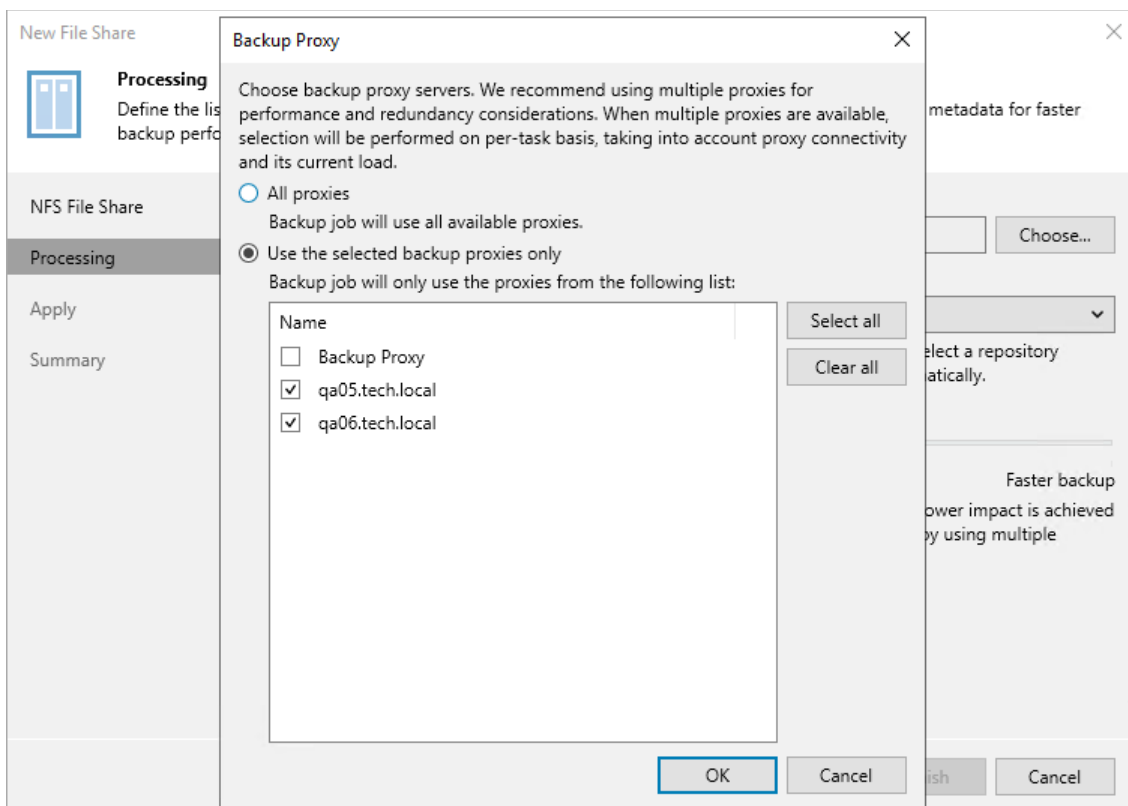 New File Share
Processing
Define the lis
backup perfo
metadata for faster
NFS File Share
Processing
Apply
Summary
Backup Proxy
Choose backup proxy servers. We recommend using multiple proxies for
performance and redundancy considerations. When multiple proxies are available,
selection will be performed on per-task basis, taking into account proxy connectivity
and its current load.
All proxies
Backup job will use all available proxies.
Use the selected backup proxies only
Backup job will only use the proxies from the following list:
Name
Backup Proxy
qa05.tech.local
qa06.tech.local
Select all
Clear all
OK
Cancel
Choose...
elect a repository
atically.
Faster backup
ower impact is achieved
by using multiple
ish
Cancel